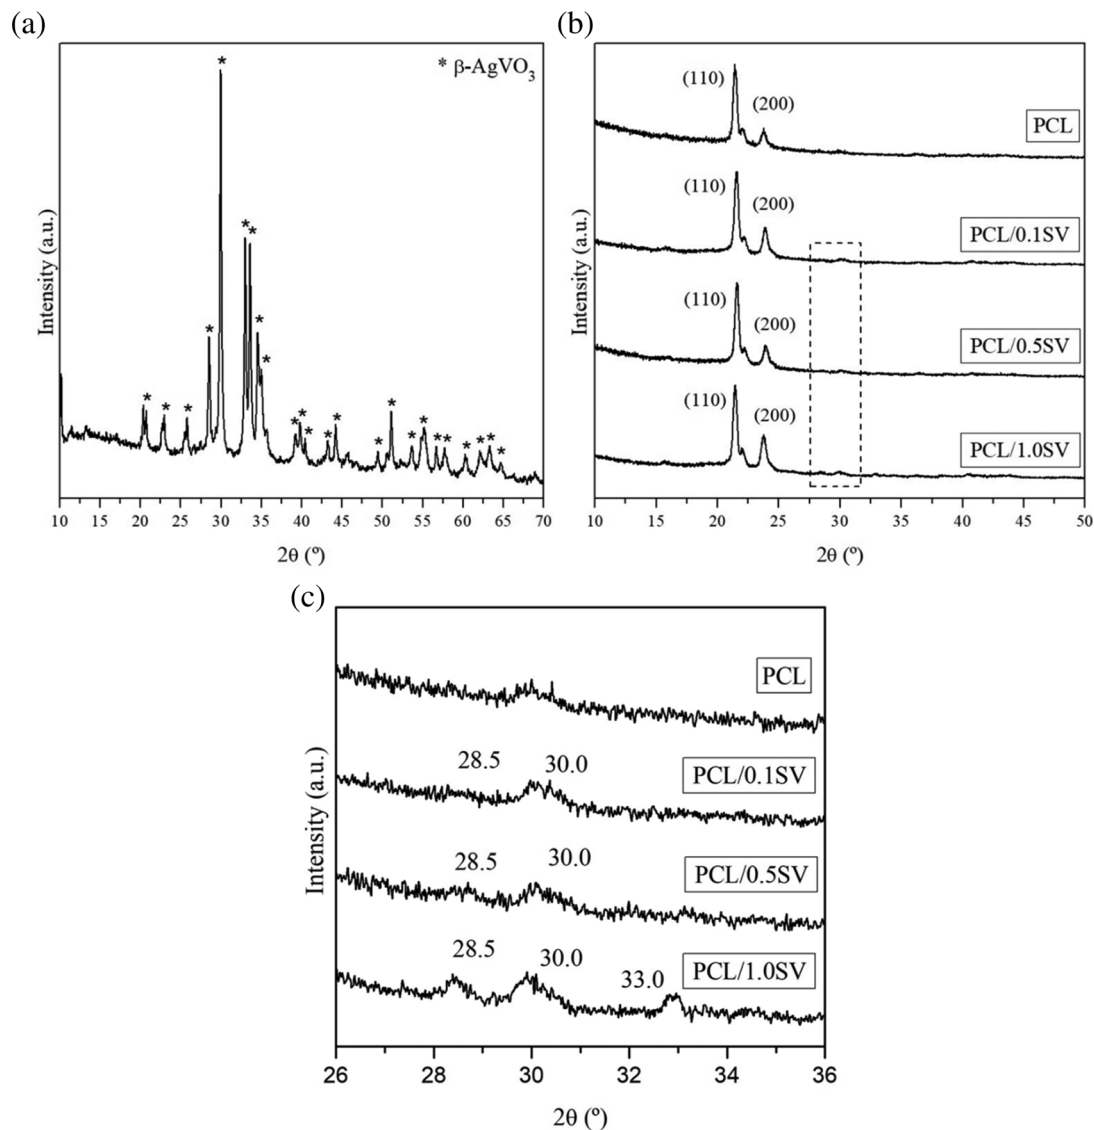 (a)
* β-AgVO3
*
* *
*
*
*
* * *
* * *
* * *
* *
* * * * *
* * * *
Intensity (a.u.)
10 15 20 25 30 35 40 45 50 55 60 65 70
2θ (º)
(b)
(110)
(200)
PCL
(110)
(200)
PCL/0.1SV
(110)
(200)
PCL/0.5SV
(110)
(200)
PCL/1.0SV
Intensity (a.u.)
10 15 20 25 30 35 40 45 50
2θ (º)
(c)
PCL
28.5 30.0 PCL/0.1SV
28.5 30.0 PCL/0.5SV
28.5 30.0 33.0 PCL/1.0SV
Intensity (a.u.)
26 28 30 32 34 36
2θ (º)